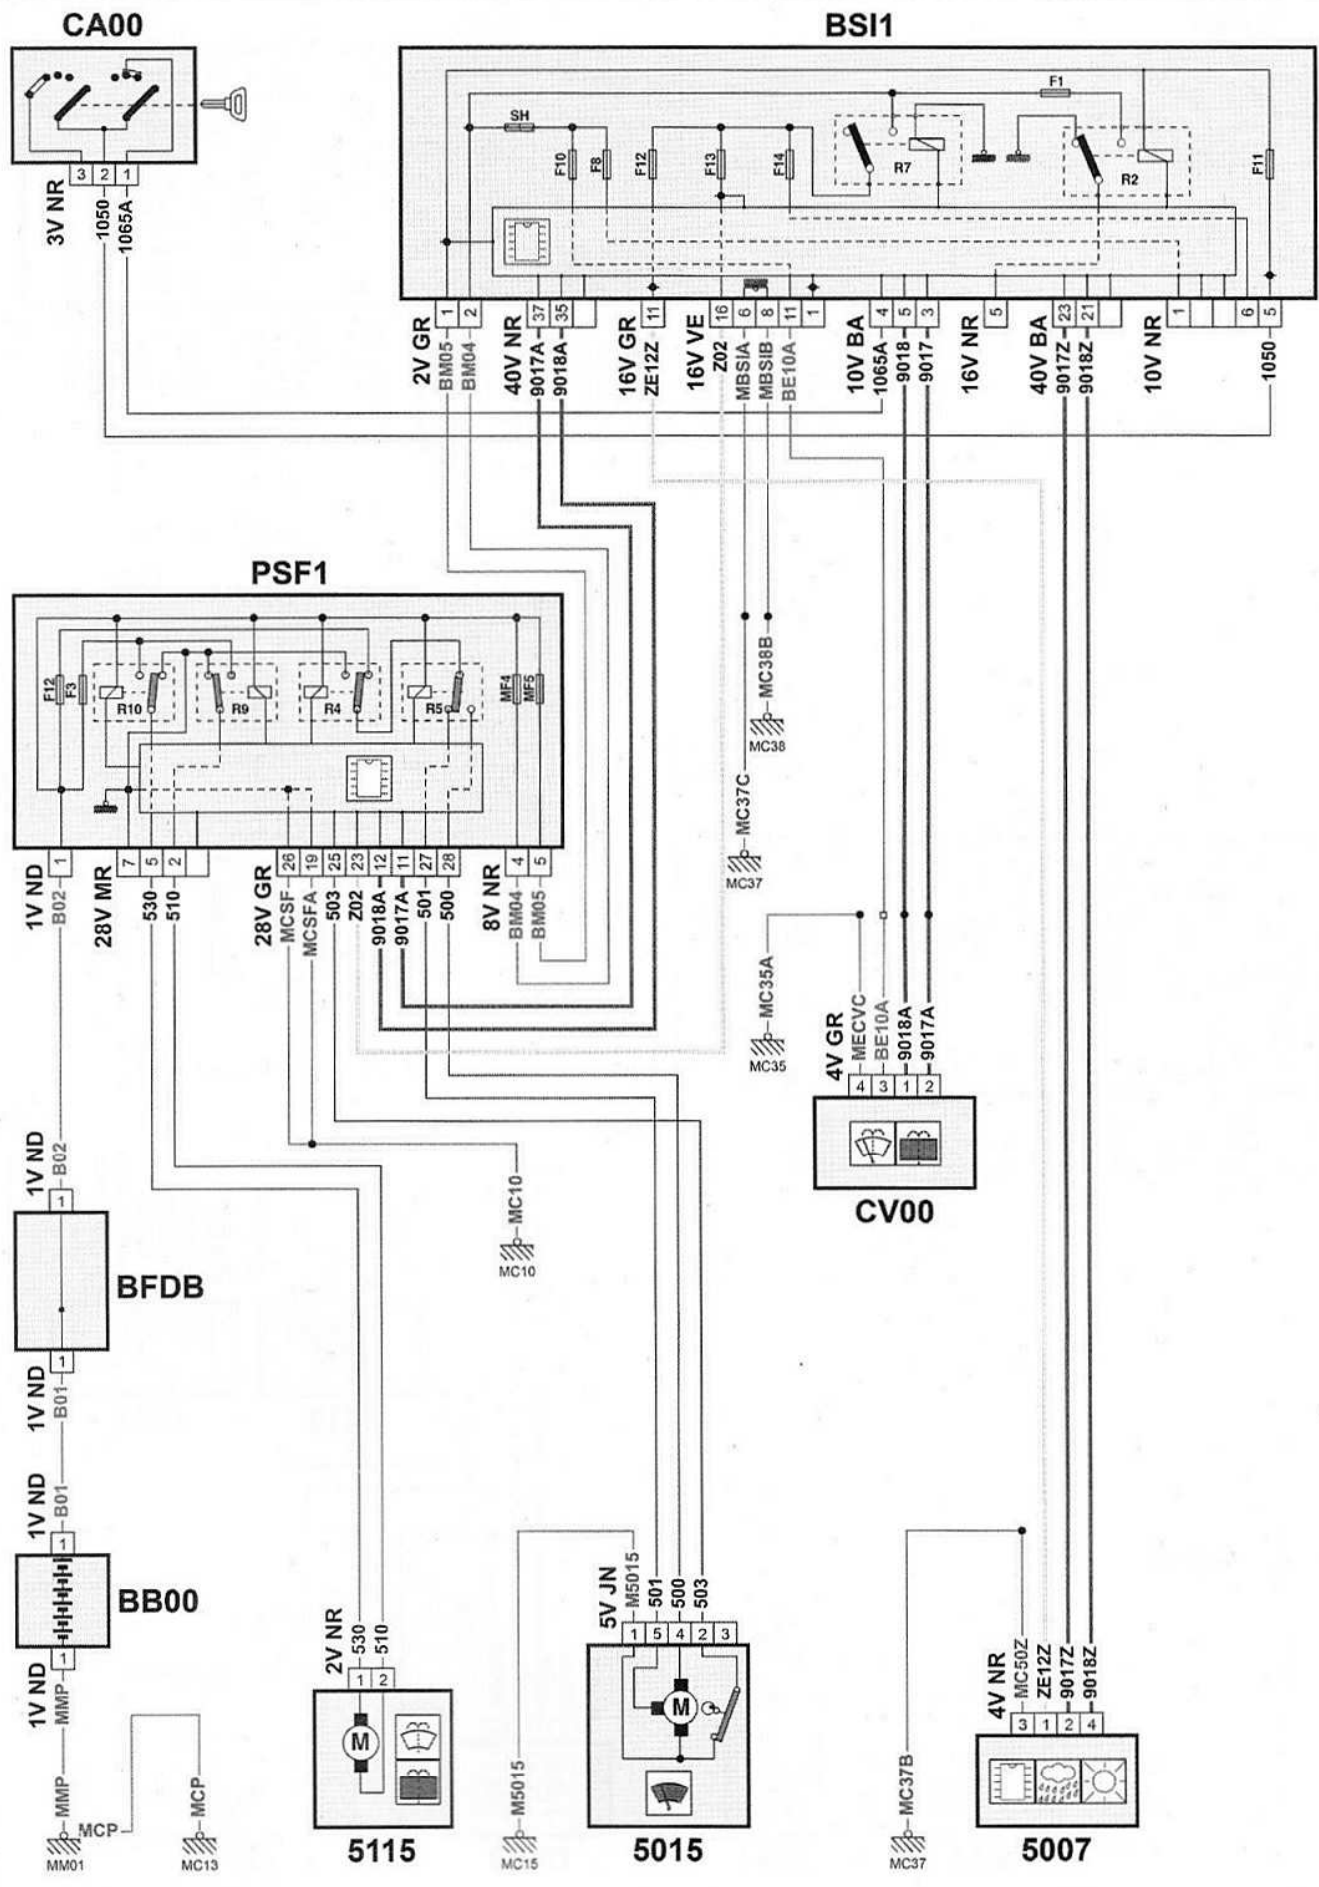 CA00
BSI1
F1
SH
F10
F8
F12
F13
F14
R7
R2
F11
3 2 1
3V NR
1050
1065A
1 2
37 35
11
16 6 8 11 1
4 5 3
5
23 21
1
6 5
2V GR
BM05
BM04
40V NR
9017A
9018A
16V GR
ZE12Z
16V VE
Z02
MBSIA
MBSIB
BE10A
10V BA
1065A
9018
9017
16V NR
40V BA
9017Z
9018Z
10V NR
1050
PSF1
F12
F3
R10
R9
R4
R5
MF4
MF5
MC38B
MC38
MC37C
MC37
1
7 5 2
26 19 25 23 12 11 27 28
4 5
1V ND
B02
28V MR
530
510
28V GR
MCSF
MCSFA
503
Z02
9018A
9017A
501
500
8V NR
BM04
BM05
MC35A
MC35
4V GR
MECVC
BE10A
9018A
9017A
4 3 1 2
CV00
1V ND
B02
1
BFDB
1
1V ND
B01
MC10
MC10
1V ND
B01
1
BB00
1
1V ND
MMP
MMP
MCP
MCP
MM01
MC13
2V NR
530
510
1 2
M
5115
5V JN
M5015
501
500
503
1 5 4 2 3
M
5015
M5015
MC15
4V NR
MC50Z
ZE12Z
9017Z
9018Z
3 1 2 4
5007
MC37B
MC37